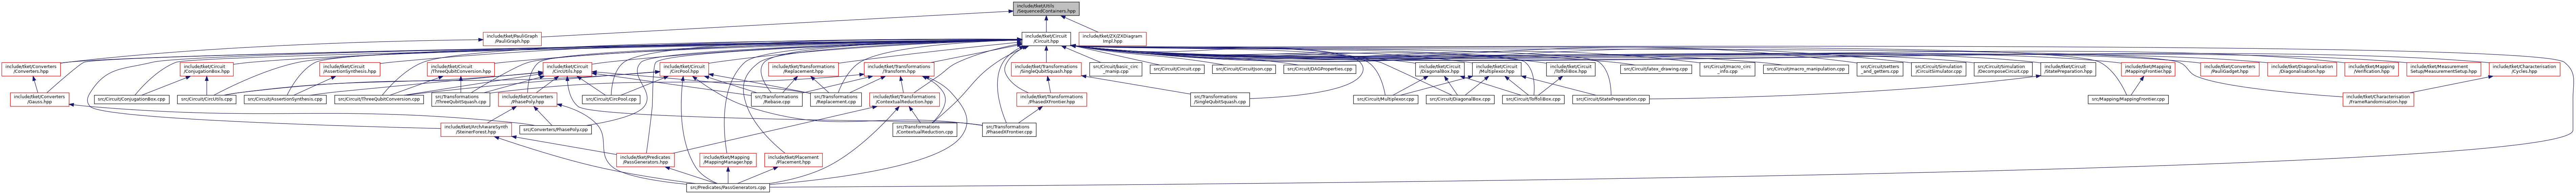 include/tket/Utils
/SequencedContainers.hpp
include/tket/PauliGraph
/PauliGraph.hpp
include/tket/Circuit
/Circuit.hpp
include/tket/ZX/ZXDiagram
Impl.hpp
include/tket/Converters
/Converters.hpp
include/tket/Circuit
/ConjugationBox.hpp
include/tket/Circuit
/AssertionSynthesis.hpp
include/tket/Circuit
/ThreeQubitConversion.hpp
include/tket/Circuit
/CircUtils.hpp
include/tket/Circuit
/CircPool.hpp
include/tket/Transformations
/Replacement.hpp
include/tket/Transformations
/Transform.hpp
include/tket/Transformations
/SingleQubitSquash.hpp
src/Circuit/basic_circ
_manip.cpp
src/Circuit/Circuit.cpp
src/Circuit/CircuitJson.cpp
src/Circuit/DAGProperties.cpp
include/tket/Circuit
/DiagonalBox.hpp
include/tket/Circuit
/Multiplexor.hpp
include/tket/Circuit
/ToffoliBox.hpp
src/Circuit/latex_drawing.cpp
src/Circuit/macro_circ
_info.cpp
src/Circuit/macro_manipulation.cpp
src/Circuit/setters
_and_getters.cpp
src/Circuit/Simulation
/CircuitSimulator.cpp
src/Circuit/Simulation
/DecomposeCircuit.cpp
include/tket/Circuit
/StatePreparation.hpp
include/tket/Mapping
/MappingFrontier.hpp
include/tket/Converters
/PauliGadget.hpp
include/tket/Diagonalisation
/Diagonalisation.hpp
include/tket/Mapping
/Verification.hpp
include/tket/Measurement
Setup/MeasurementSetup.hpp
include/tket/Characterisation
/Cycles.hpp
include/tket/Converters
/Gauss.hpp
src/Circuit/ConjugationBox.cpp
src/Circuit/CircUtils.cpp
src/Circuit/AssertionSynthesis.cpp
src/Circuit/ThreeQubitConversion.cpp
src/Transformations
/ThreeQubitSquash.cpp
include/tket/Converters
/PhasePoly.hpp
src/Circuit/CircPool.cpp
src/Transformations
/Rebase.cpp
src/Transformations
/Replacement.cpp
include/tket/Transformations
/ContextualReduction.hpp
include/tket/Transformations
/PhasedXFrontier.hpp
src/Transformations
/SingleQubitSquash.cpp
src/Circuit/Multiplexor.cpp
src/Circuit/DiagonalBox.cpp
src/Circuit/ToffoliBox.cpp
src/Circuit/StatePreparation.cpp
src/Mapping/MappingFrontier.cpp
include/tket/Characterisation
/FrameRandomisation.hpp
include/tket/ArchAwareSynth
/SteinerForest.hpp
src/Converters/PhasePoly.cpp
src/Transformations
/ContextualReduction.cpp
src/Transformations
/PhasedXFrontier.cpp
include/tket/Predicates
/PassGenerators.hpp
include/tket/Mapping
/MappingManager.hpp
include/tket/Placement
/Placement.hpp
src/Predicates/PassGenerators.cpp